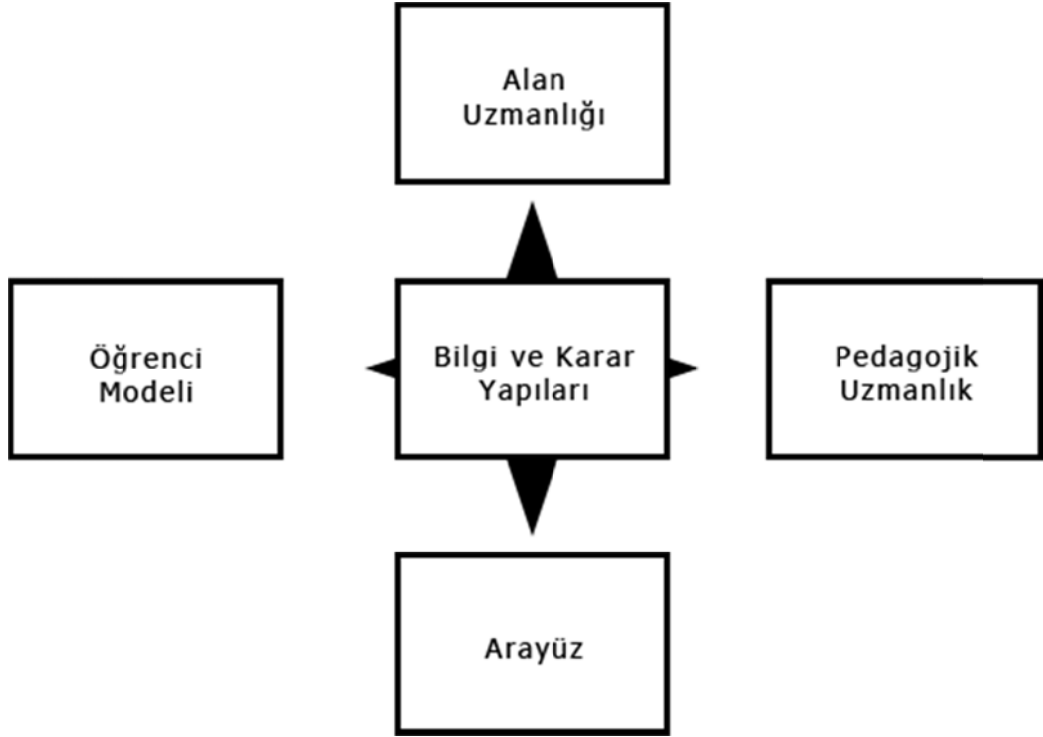 Alan
Uzmanlığı
Öğrenci
Modeli
Bilgi ve Karar
Yapıları
Pedagojik
Uzmanlık
Arayüz